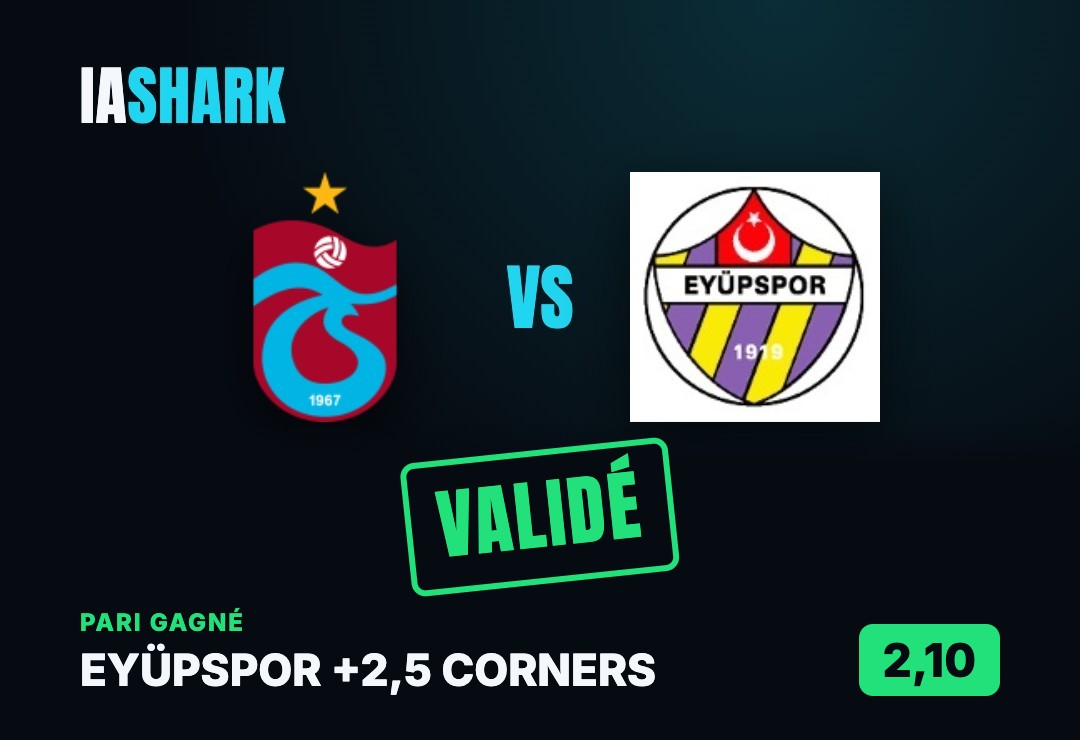 IASHARK
1967
VS
EYÜPSPOR
1919
VALIDÉ
PARI GAGNÉ
EYÜPSPOR +2,5 CORNERS
2,10